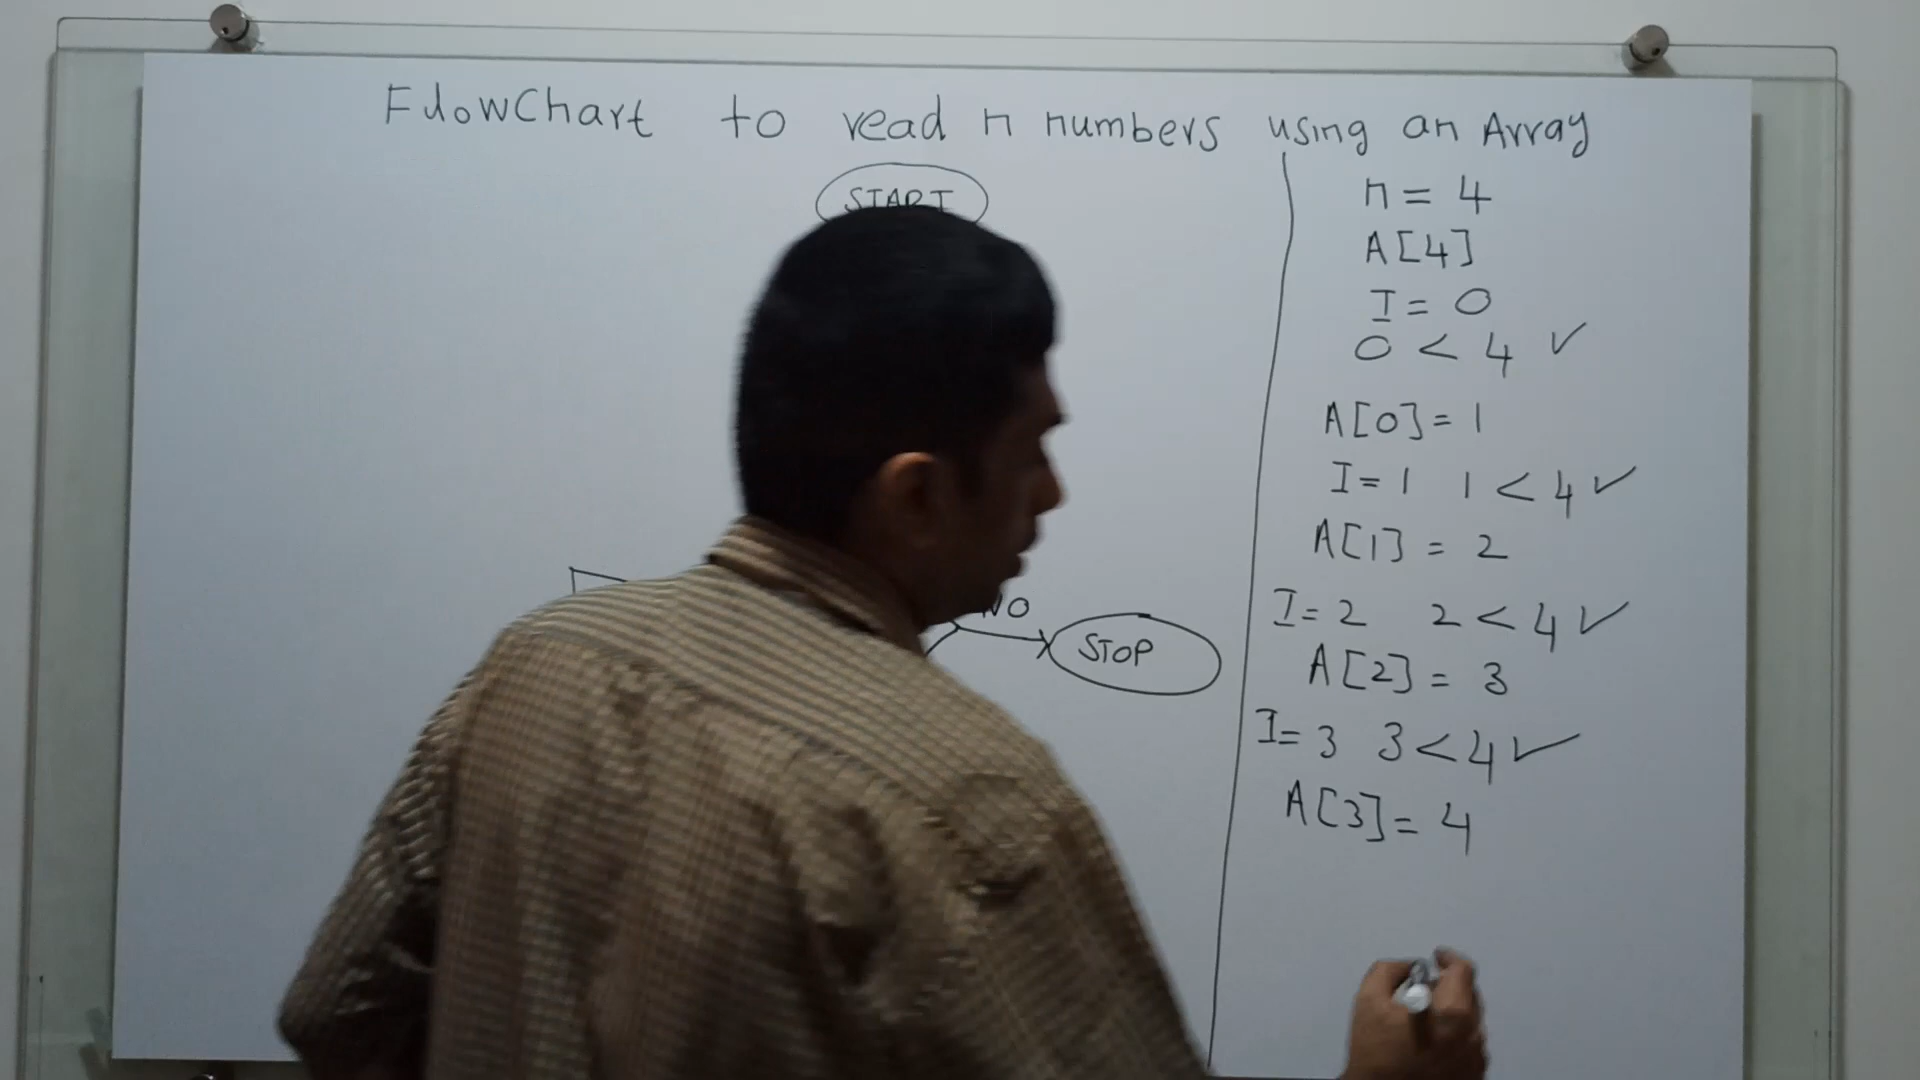 FlowChart to read n numbers using an Array
START
NO
STOP
n = 4
A[4]
I = 0
0 < 4 ✓
A[0] = 1
I = 1 1 < 4 ✓
A[1] = 2
I = 2 2 < 4 ✓
A[2] = 3
I = 3 3 < 4 ✓
A[3] = 4